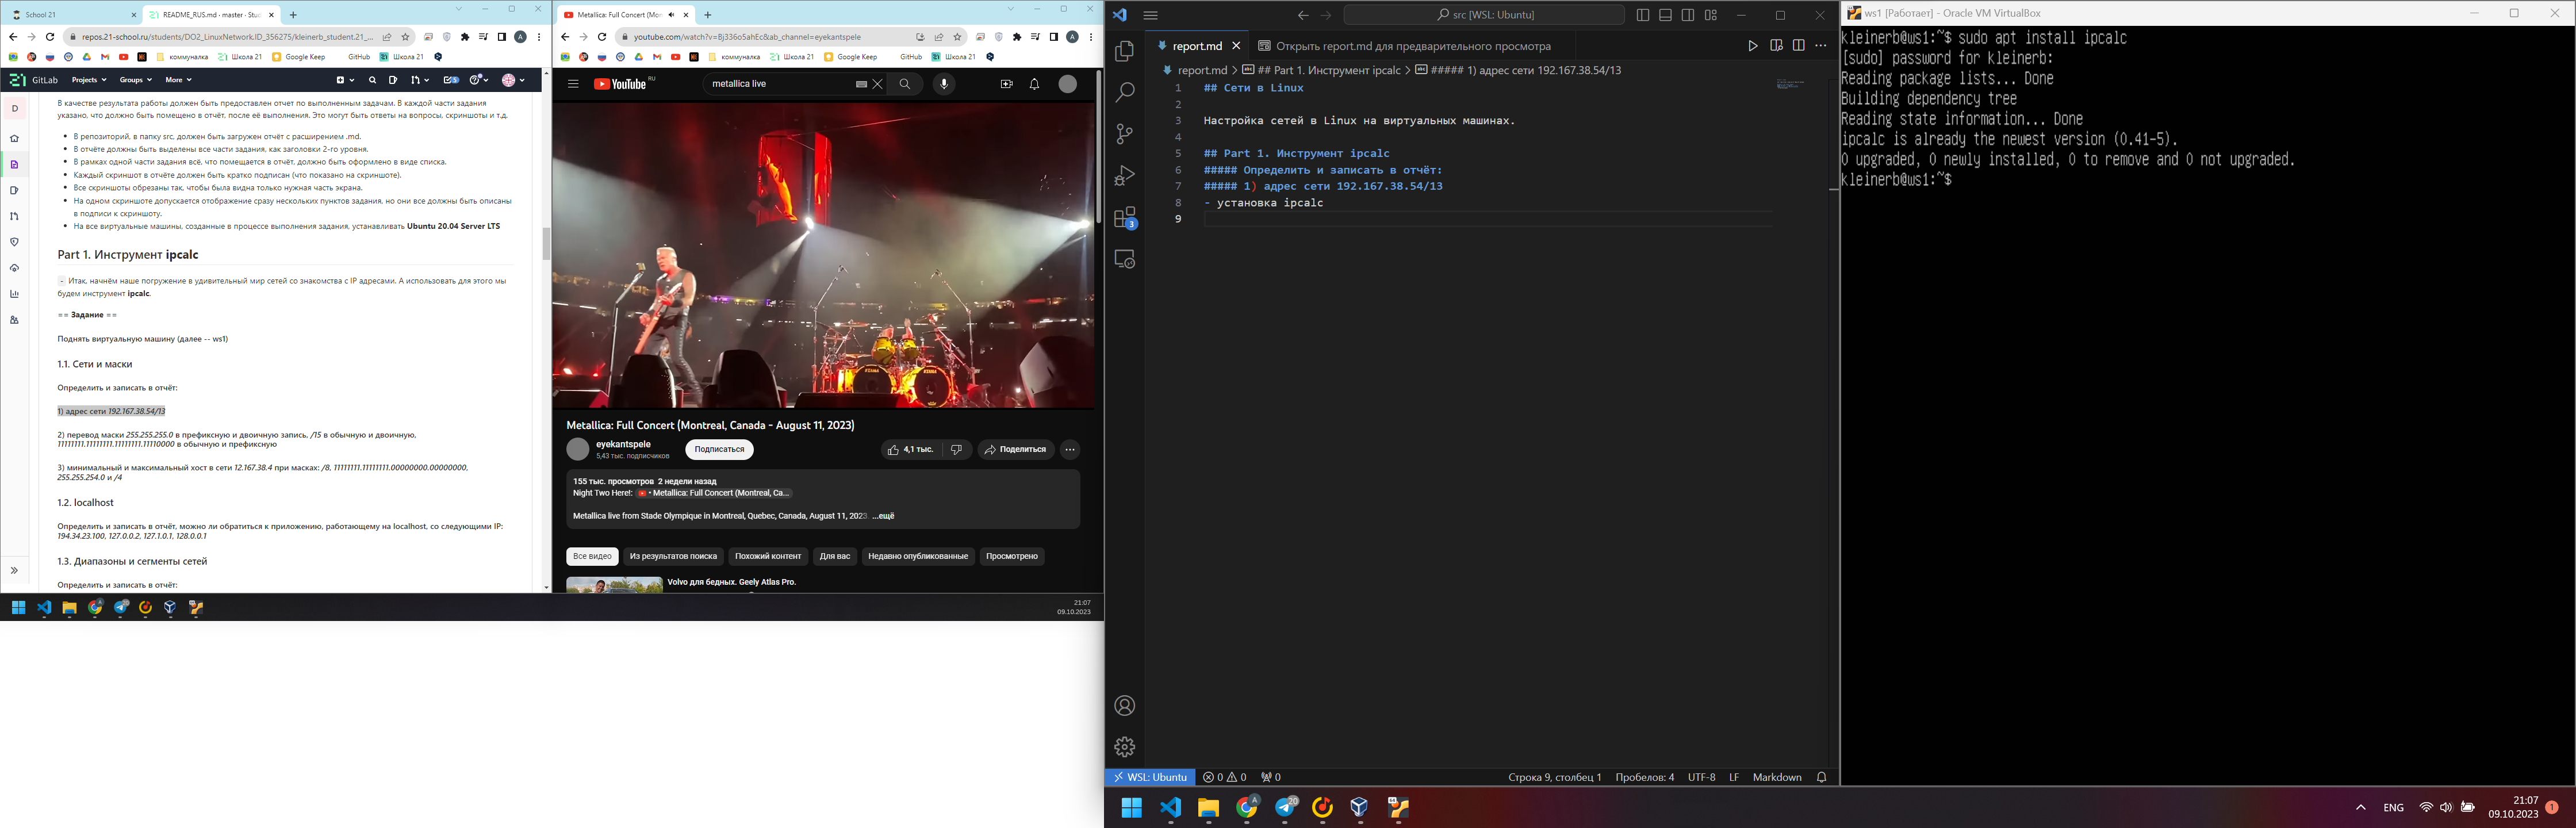 School 21
README_RUS.md · master · Stud
repos.21-school.ru/students/DO2_LinuxNetwork.ID_356275/kleinerb_student.21_...
коммуналка
Школа 21
Google Keep
GitHub
Школа 21
GitLab
Projects
Groups
More
D
В качестве результата работы должен быть предоставлен отчет по выполненным задачам. В каждой части задания
указано, что должно быть помещено в отчёт, после её выполнения. Это могут быть ответы на вопросы, скриншоты и т.д.
В репозиторий, в папку src, должен быть загружен отчёт с расширением .md.
В отчёте должны быть выделены все части задания, как заголовки 2-го уровня.
В рамках одной части задания всё, что помещается в отчёт, должно быть оформлено в виде списка.
Каждый скриншот в отчёте должен быть кратко подписан (что показано на скриншоте).
Все скриншоты обрезаны так, чтобы была видна только нужная часть экрана.
На одном скриншоте допускается отображение сразу нескольких пунктов задания, но они все должны быть описаны
в подписи к скриншоту.
На все виртуальные машины, созданные в процессе выполнения задания, устанавливать Ubuntu 20.04 Server LTS
Part 1. Инструмент ipcalc
- Итак, начнём наше погружение в удивительный мир сетей со знакомства с IP адресами. А использовать для этого мы
будем инструмент ipcalc.
== Задание ==
Поднять виртуальную машину (далее -- ws1)
1.1. Сети и маски
Определить и записать в отчёт:
1) адрес сети 192.167.38.54/13
2) перевод маски 255.255.255.0 в префиксную и двоичную запись, /15 в обычную и двоичную,
11111111.11111111.11111111.11110000 в обычную и префиксную
3) минимальный и максимальный хост в сети 12.167.38.4 при масках: /8, 11111111.11111111.00000000.00000000,
255.255.254.0 и /4
1.2. localhost
Определить и записать в отчёт, можно ли обратиться к приложению, работающему на localhost, со следующими IP:
194.34.23.100, 127.0.0.2, 127.1.0.1, 128.0.0.1
1.3. Диапазоны и сегменты сетей
Определить и записать в отчёт:
21:07
09.10.2023
Metallica: Full Concert (Mon
youtube.com/watch?v=Bj336o5ahEc&ab_channel=eyekantspele
коммуналка
Школа 21
Google Keep
GitHub
Школа 21
YouTube RU
metallica live
TAMA
TAMA
Metallica: Full Concert (Montreal, Canada - August 11, 2023)
eyekantspele
5,43 тыс. подписчиков
Подписаться
4,1 тыс.
Поделиться
155 тыс. просмотров 2 недели назад
Night Two Here!: • Metallica: Full Concert (Montreal, Ca...
Metallica live from Stade Olympique in Montreal, Quebec, Canada, August 11, 2023. ...ещё
Все видео
Из результатов поиска
Похожий контент
Для вас
Недавно опубликованные
Просмотрено
Volvo для бедных. Geely Atlas Pro.
src [WSL: Ubuntu]
report.md
Открыть report.md для предварительного просмотра
report.md > ## Part 1. Инструмент ipcalc > ##### 1) адрес сети 192.167.38.54/13
1 ## Сети в Linux
2
3 Настройка сетей в Linux на виртуальных машинах.
4
5 ## Part 1. Инструмент ipcalc
6 ##### Определить и записать в отчёт:
7 ##### 1) адрес сети 192.167.38.54/13
8 - установка ipcalc
9
3
WSL: Ubuntu
0
0
0
Строка 9, столбец 1
Пробелов: 4
UTF-8
LF
Markdown
ws1 [Работает] - Oracle VM VirtualBox
kleinerb@ws1:~$ sudo apt install ipcalc
[sudo] password for kleinerb:
Reading package lists... Done
Building dependency tree
Reading state information... Done
ipcalc is already the newest version (0.41-5).
0 upgraded, 0 newly installed, 0 to remove and 0 not upgraded.
kleinerb@ws1:~$
20
ENG
21:07
09.10.2023
1